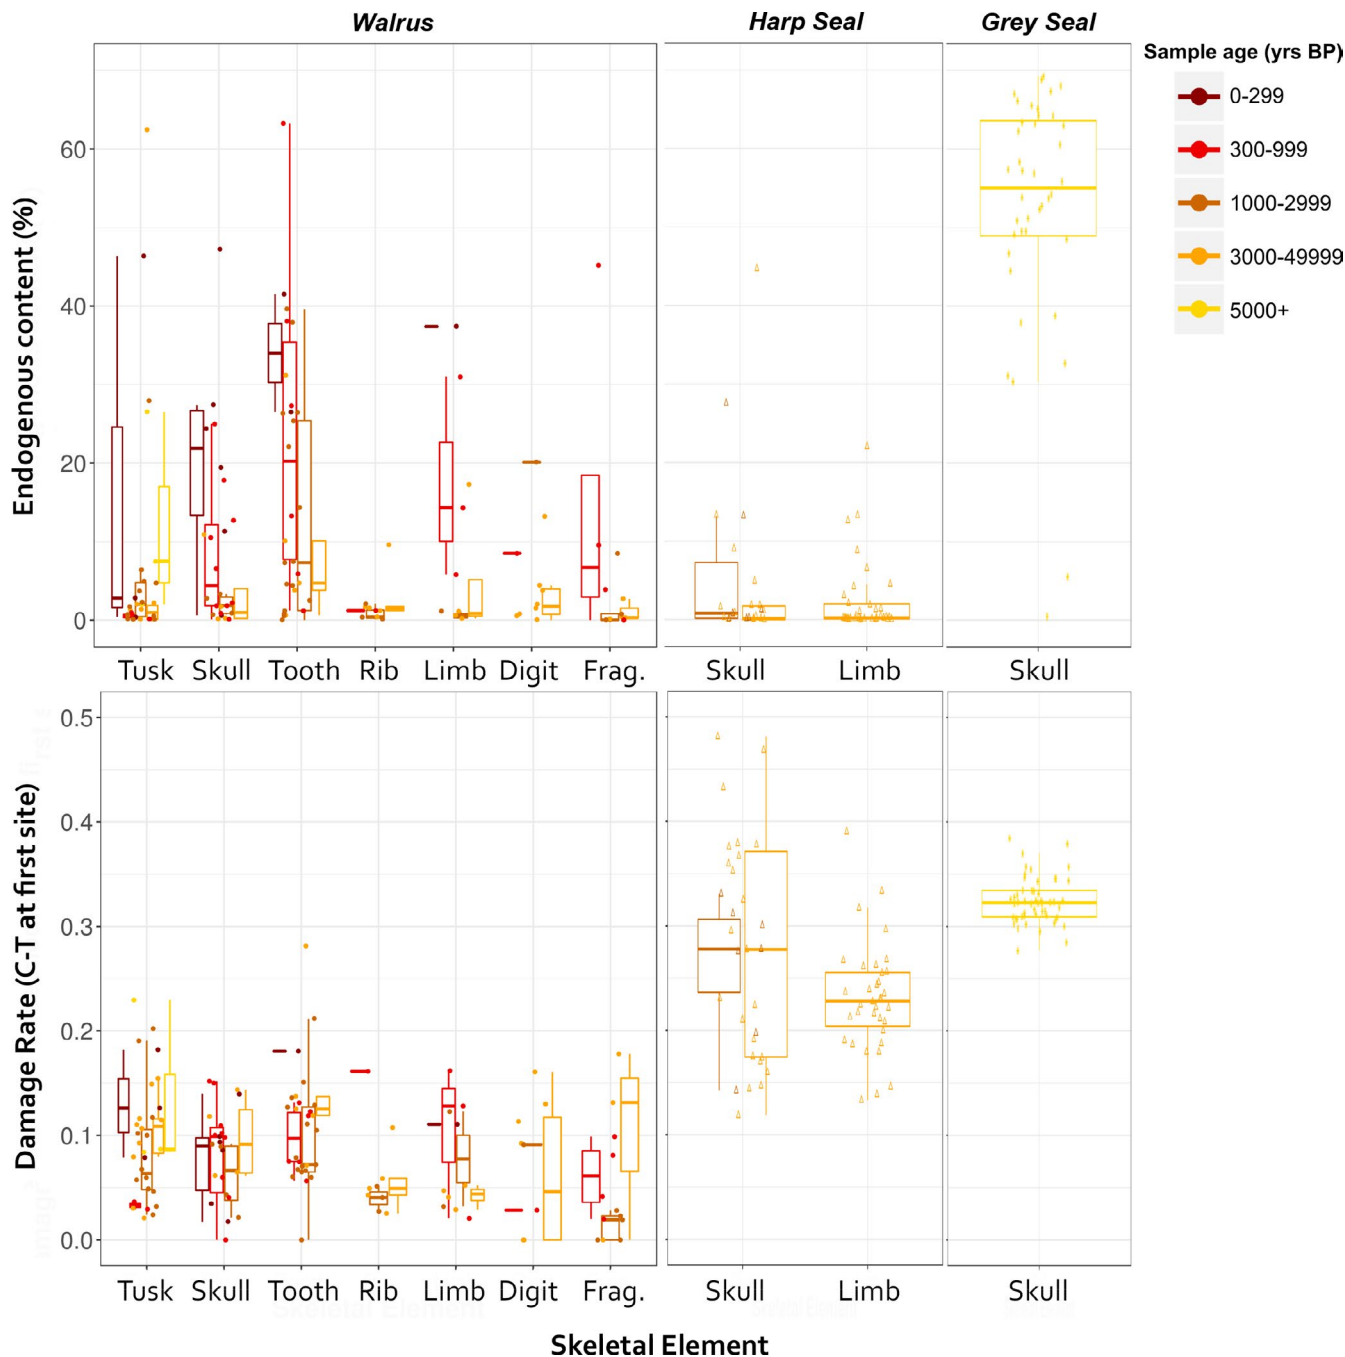 Walrus Harp Seal Grey Seal
Sample age (yrs BP)
0-299
300-999
1000-2999
3000-49999
5000+
Endogenous content (%)
60
40
20
0
Tusk Skull Tooth Rib Limb Digit Frag. Skull Limb Skull
Damage Rate (C-T at first site)
0.5
0.4
0.3
0.2
0.1
0.0
Tusk Skull Tooth Rib Limb Digit Frag. Skull Limb Skull
Skeletal Element